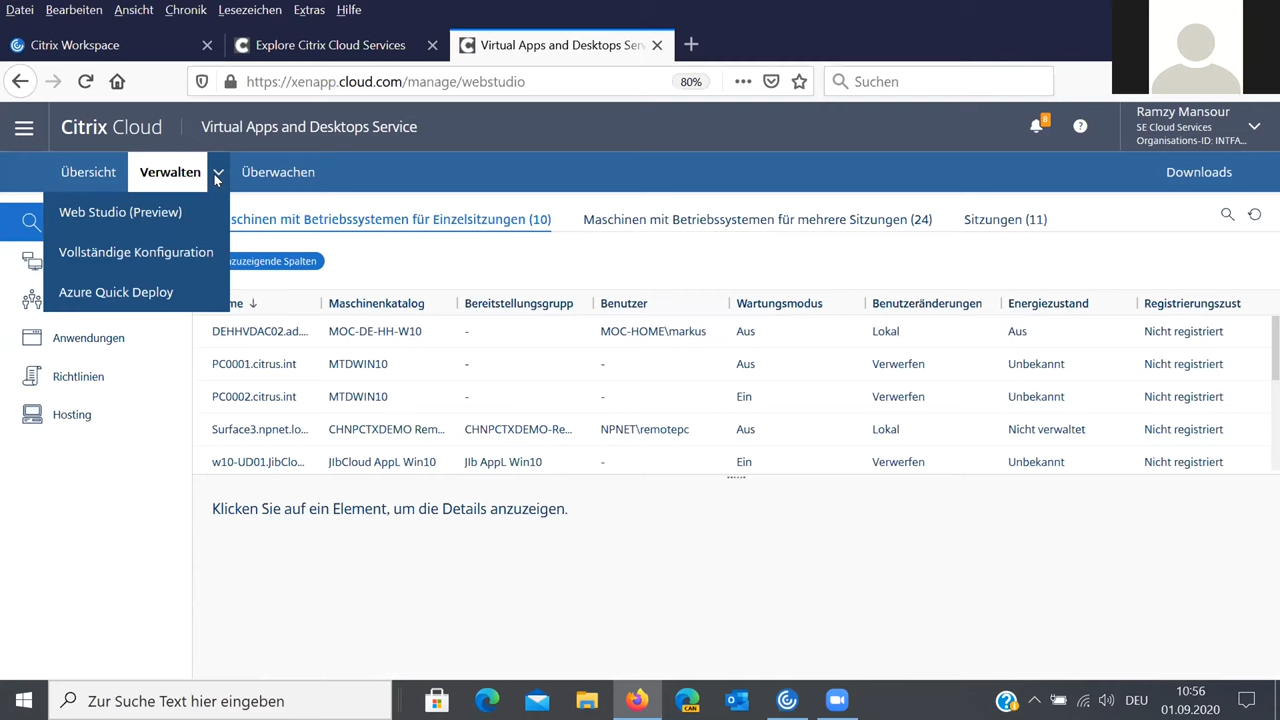 Datei Bearbeiten Ansicht Chronik Lesezeichen Extras Hilfe
Citrix Workspace Explore Citrix Cloud Services Virtual Apps and Desktops Ser
https://xenapp.cloud.com/manage/webstudio 80% Suchen
Citrix Cloud Virtual Apps and Desktops Service 8 ? Ramzy Mansour
SE Cloud Services
Organisations-ID: INTFA...
Übersicht Verwalten Überwachen Downloads
Web Studio (Preview)
Vollständige Konfiguration
Azure Quick Deploy
schinen mit Betriebssystemen für Einzelsitzungen (10) Maschinen mit Betriebssystemen für mehrere Sitzungen (24) Sitzungen (11)
nzuzeigende Spalten
me Maschinenkatalog Bereitstellungsgrupp Benutzer Wartungsmodus Benutzeränderungen Energiezustand Registrierungszust
DEHHVDAC02.ad.... MOC-DE-HH-W10 - MOC-HOME\markus Aus Lokal Aus Nicht registriert
PC0001.citrus.int MTDWIN10 - - Aus Verwerfen Unbekannt Nicht registriert
PC0002.citrus.int MTDWIN10 - - Ein Verwerfen Unbekannt Nicht registriert
Surface3.npnet.lo... CHNPCTXDEMO Rem... CHNPCTXDEMO-Re... NPNET\remotepc Aus Lokal Nicht verwaltet Nicht registriert
w10-UD01.JibClo... JIbCloud AppL Win10 JIb AppL Win10 - Ein Verwerfen Unbekannt Nicht registriert
Anwendungen
Richtlinien
Hosting
Klicken Sie auf ein Element, um die Details anzuzeigen.
Zur Suche Text hier eingeben CAN DEU 10:56
01.09.2020